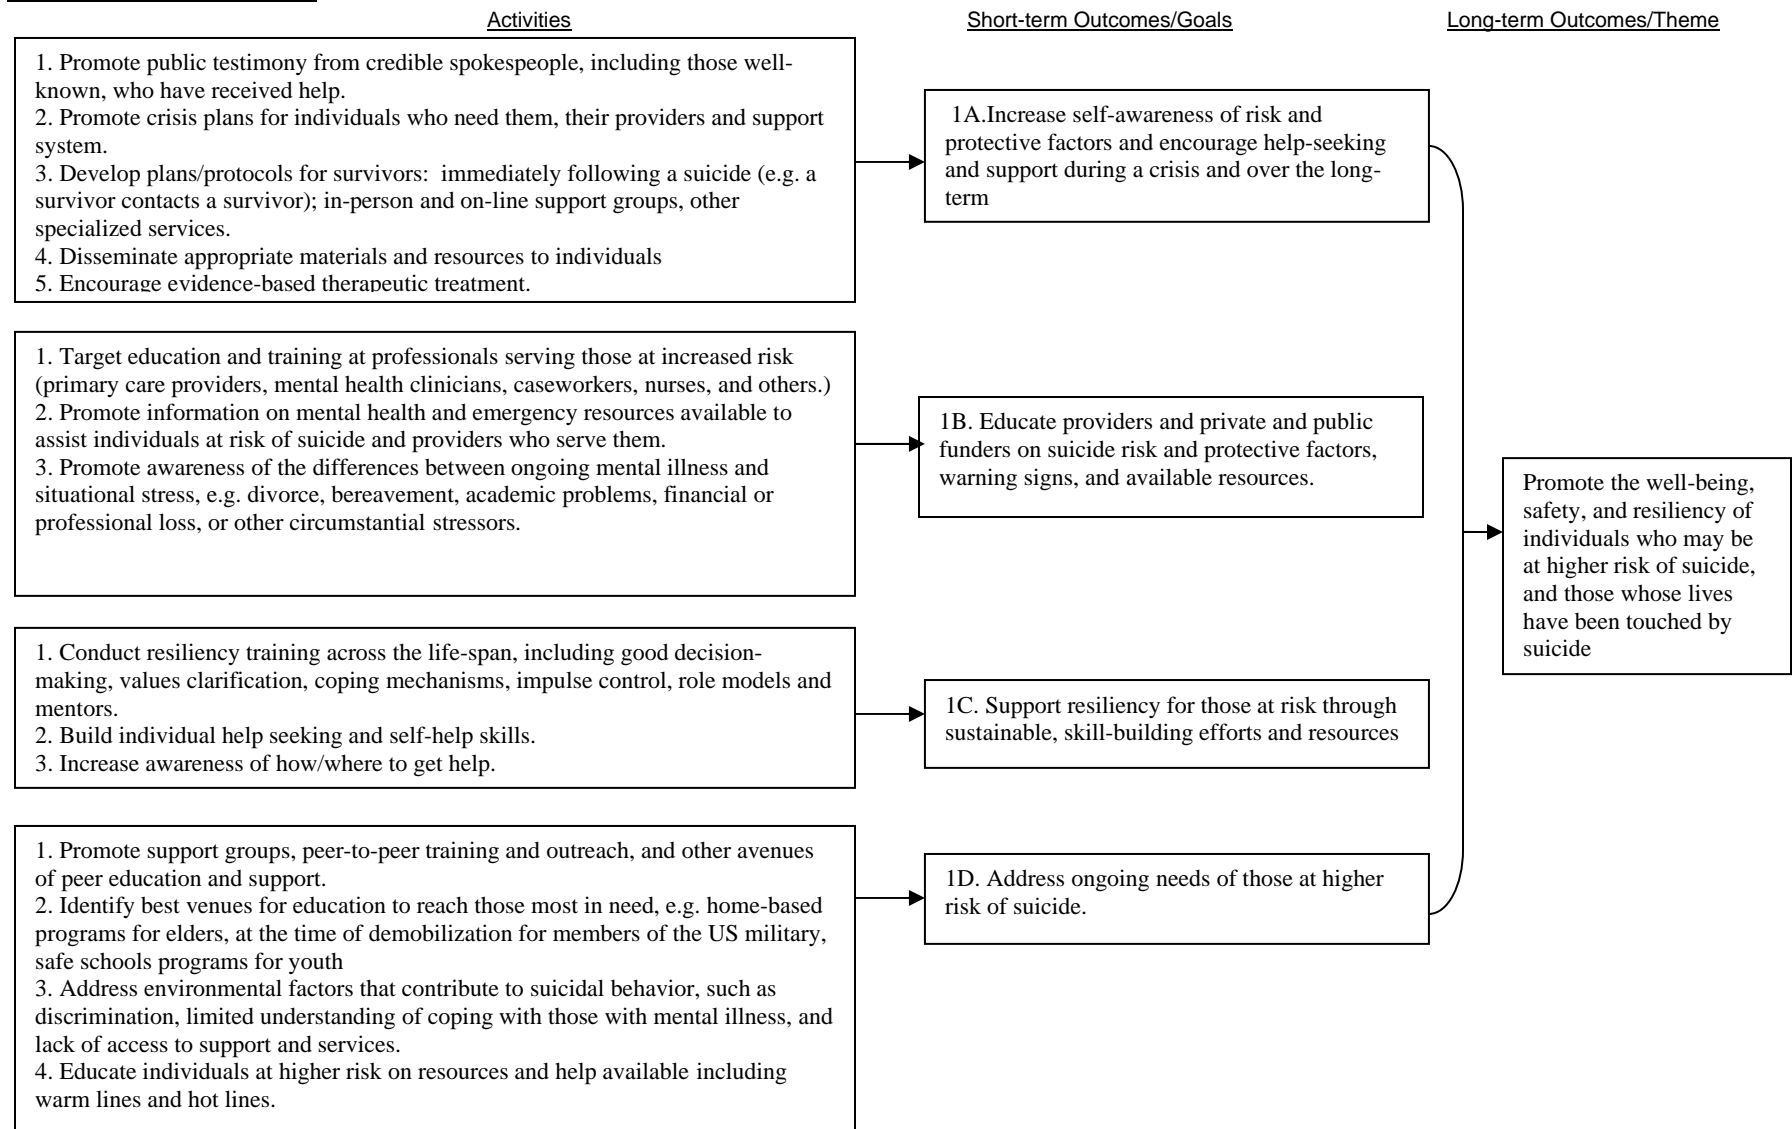 Activities
Short-term Outcomes/Goals
Long-term Outcomes/Theme
1. Promote public testimony from credible spokespeople, including those well-
known, who have received help.
2. Promote crisis plans for individuals who need them, their providers and support
system.
3. Develop plans/protocols for survivors:  immediately following a suicide (e.g. a
survivor contacts a survivor); in-person and on-line support groups, other
specialized services.
4. Disseminate appropriate materials and resources to individuals
5. Encourage evidence-based therapeutic treatment.
1A.Increase self-awareness of risk and
protective factors and encourage help-seeking
and support during a crisis and over the long-
term
1. Target education and training at professionals serving those at increased risk
(primary care providers, mental health clinicians, caseworkers, nurses, and others.)
2. Promote information on mental health and emergency resources available to
assist individuals at risk of suicide and providers who serve them.
3. Promote awareness of the differences between ongoing mental illness and
situational stress, e.g. divorce, bereavement, academic problems, financial or
professional loss, or other circumstantial stressors.
1B. Educate providers and private and public
funders on suicide risk and protective factors,
warning signs, and available resources.
Promote the well-being,
safety, and resiliency of
individuals who may be
at higher risk of suicide,
and those whose lives
have been touched by
suicide
1. Conduct resiliency training across the life-span, including good decision-
making, values clarification, coping mechanisms, impulse control, role models and
mentors.
2. Build individual help seeking and self-help skills.
3. Increase awareness of how/where to get help.
1C. Support resiliency for those at risk through
sustainable, skill-building efforts and resources
1. Promote support groups, peer-to-peer training and outreach, and other avenues
of peer education and support.
2. Identify best venues for education to reach those most in need, e.g. home-based
programs for elders, at the time of demobilization for members of the US military,
safe schools programs for youth
3. Address environmental factors that contribute to suicidal behavior, such as
discrimination, limited understanding of coping with those with mental illness, and
lack of access to support and services.
4. Educate individuals at higher risk on resources and help available including
warm lines and hot lines.
1D. Address ongoing needs of those at higher
risk of suicide.